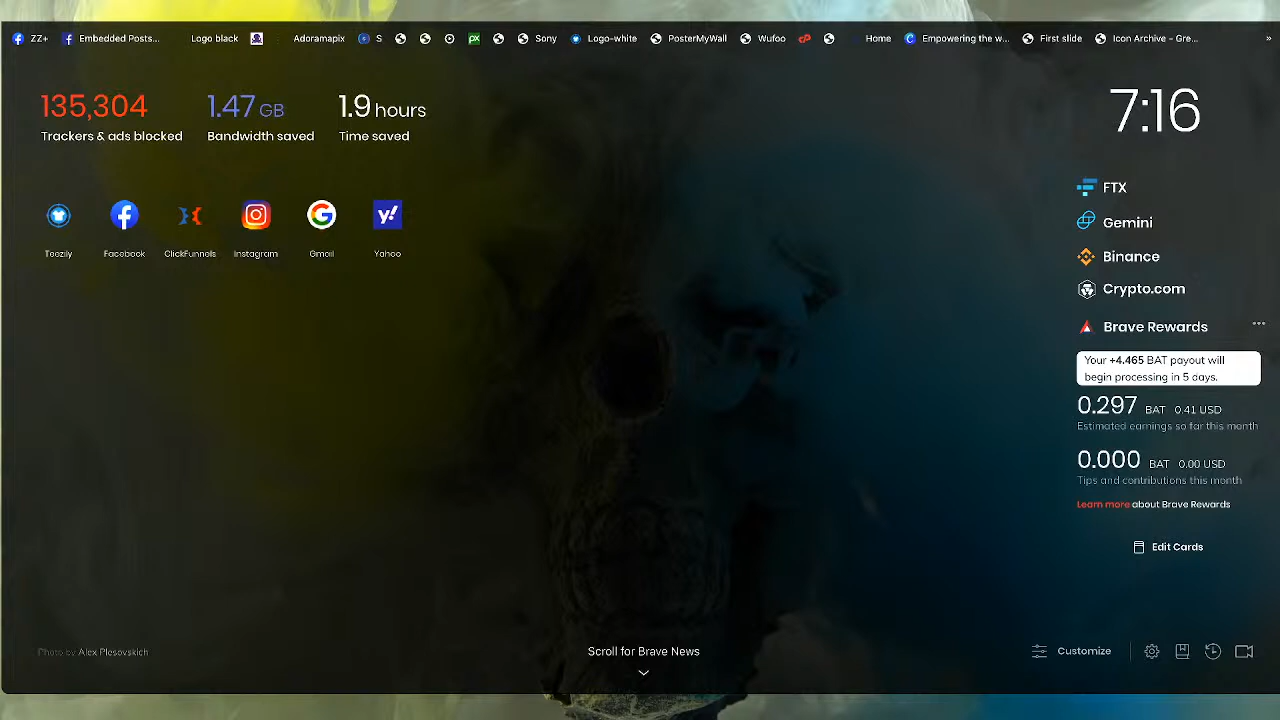 ZZ+ Embedded Posts... Logo black Adoramapix S Sony Logo-white PosterMyWall Wufoo Home Empowering the w... First slide Icon Archive - Gre... »
135,304 1.47 GB 1.9 hours
Trackers & ads blocked Bandwidth saved Time saved
7:16
Teezily Facebook ClickFunnels Instagram Gmail Yahoo
FTX
Gemini
Binance
Crypto.com
Brave Rewards
Your +4.465 BAT payout will
begin processing in 5 days.
0.297 BAT 0.41 USD
Estimated earnings so far this month
0.000 BAT 0.00 USD
Tips and contributions this month
Learn more about Brave Rewards
Edit Cards
Photo by Alex Plesovskich
Scroll for Brave News
Customize